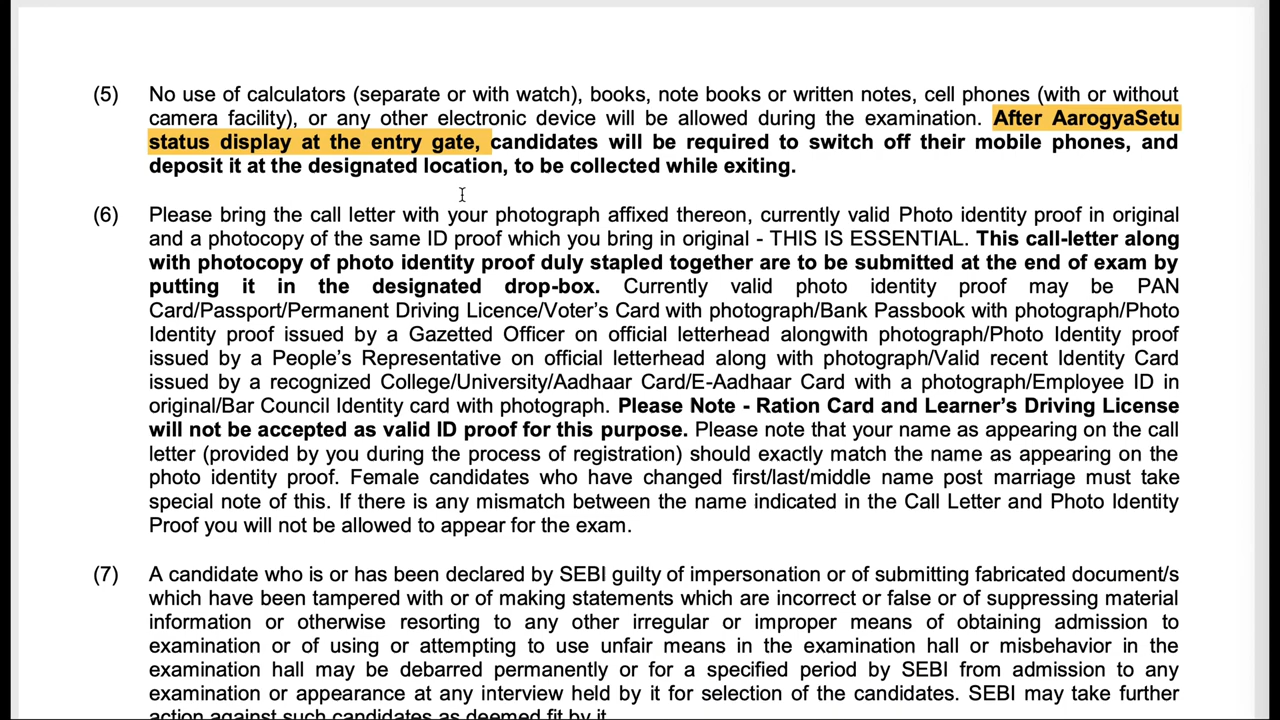 (5) No use of calculators (separate or with watch), books, note books or written notes, cell phones (with or without
camera facility), or any other electronic device will be allowed during the examination. After AarogyaSetu
status display at the entry gate, candidates will be required to switch off their mobile phones, and
deposit it at the designated location, to be collected while exiting.
(6) Please bring the call letter with your photograph affixed thereon, currently valid Photo identity proof in original
and a photocopy of the same ID proof which you bring in original - THIS IS ESSENTIAL. This call-letter along
with photocopy of photo identity proof duly stapled together are to be submitted at the end of exam by
putting it in the designated drop-box. Currently valid photo identity proof may be PAN
Card/Passport/Permanent Driving Licence/Voter's Card with photograph/Bank Passbook with photograph/Photo
Identity proof issued by a Gazetted Officer on official letterhead alongwith photograph/Photo Identity proof
issued by a People's Representative on official letterhead along with photograph/Valid recent Identity Card
issued by a recognized College/University/Aadhaar Card/E-Aadhaar Card with a photograph/Employee ID in
original/Bar Council Identity card with photograph. Please Note - Ration Card and Learner's Driving License
will not be accepted as valid ID proof for this purpose. Please note that your name as appearing on the call
letter (provided by you during the process of registration) should exactly match the name as appearing on the
photo identity proof. Female candidates who have changed first/last/middle name post marriage must take
special note of this. If there is any mismatch between the name indicated in the Call Letter and Photo Identity
Proof you will not be allowed to appear for the exam.
(7) A candidate who is or has been declared by SEBI guilty of impersonation or of submitting fabricated document/s
which have been tampered with or of making statements which are incorrect or false or of suppressing material
information or otherwise resorting to any other irregular or improper means of obtaining admission to
examination or of using or attempting to use unfair means in the examination hall or misbehavior in the
examination hall may be debarred permanently or for a specified period by SEBI from admission to any
examination or appearance at any interview held by it for selection of the candidates. SEBI may take further
action against such candidates as deemed fit by it.